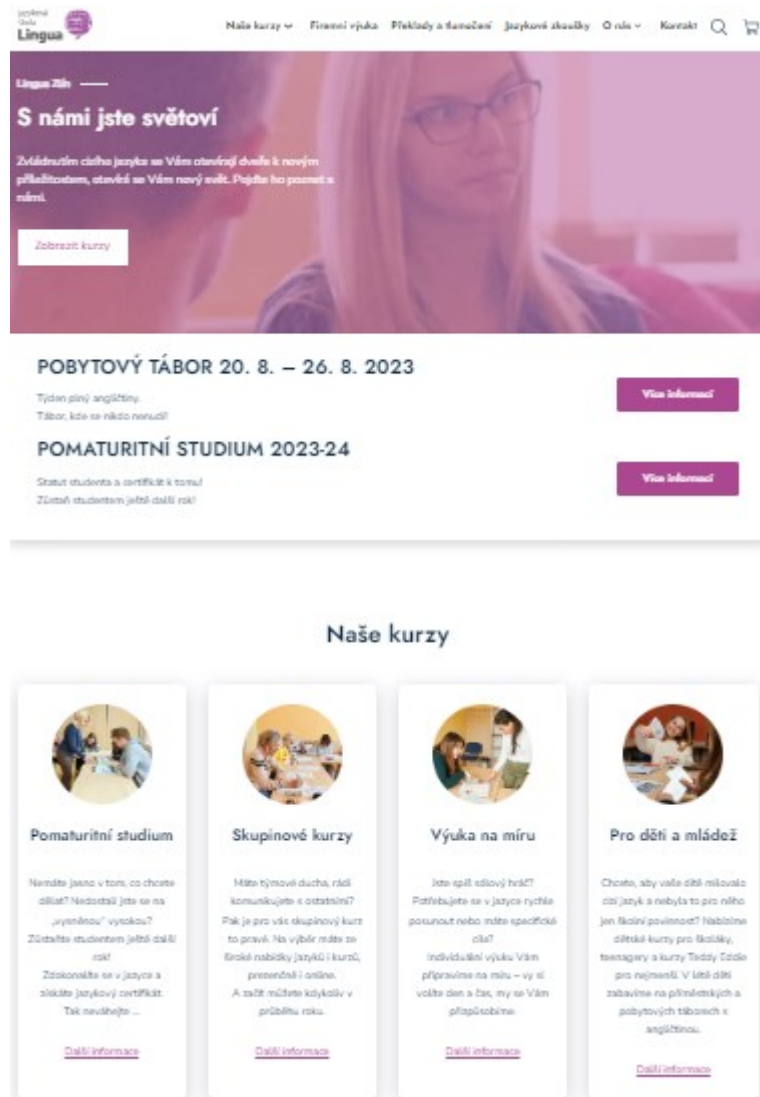 jazyková
škola
Lingua
Naše kurzy Firemní výuka Překlady a tlumočení Jazykové zkoušky O nás Kontakt
Lingua Zlín
S námi jste světoví
Zvládnutím cizího jazyka se Vám otevírají dveře k novým
příležitostem, otevírá se Vám nový svět. Pojďte ho poznat s
námi.
Zobrazit kurzy
POBYTOVÝ TÁBOR 20. 8. – 26. 8. 2023
Týden plný angličtiny.
Tábor, kde se nikdo nenudí!
Více informací
POMATURITNÍ STUDIUM 2023-24
Statut studenta a certifikát k tomu!
Zůstaň studentem ještě další rok!
Více informací
Naše kurzy
Pomaturitní studium
Nemáte jasno v tom, co chcete
dělat? Nedostali jste se na
„vysněnou“ vysokou?
Zůstaňte studentem ještě další
rok!
Zdokonalíte se v jazyce a
získáte jazykový certifikát.
Tak neváhejte ...
Další informace
Skupinové kurzy
Máte týmového ducha, rádi
komunikujete s ostatními?
Pak je pro vás skupinový kurz
to pravé. Na výběr máte ze
široké nabídky jazyků i kurzů,
prezenčně i online.
A začít můžete kdykoliv v
průběhu roku.
Další informace
Výuka na míru
Jste spíš sólový hráč?
Potřebujete se v jazyce rychle
posunout nebo máte specifické
cíle?
Individuální výuku Vám
připravíme na míru – vy si
volíte den a čas, my se Vám
přizpůsobíme.
Další informace
Pro děti a mládež
Chcete, aby vaše dítě milovalo
cizí jazyk a nebyla to pro něho
jen školní povinnost? Nabízíme
dětské kurzy pro školáky,
teenagery a kurzy Teddy Eddie
pro nejmenší. V létě děti
zabavíme na příměstských a
pobytových táborech s
angličtinou.
Další informace